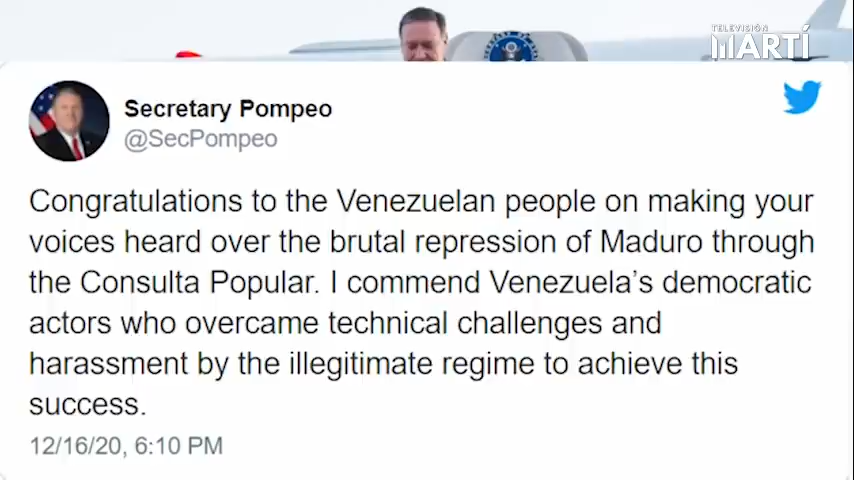 TELEVISIÓN
MARTÍ
Secretary Pompeo
@SecPompeo
Congratulations to the Venezuelan people on making your
voices heard over the brutal repression of Maduro through
the Consulta Popular. I commend Venezuela’s democratic
actors who overcame technical challenges and
harassment by the illegitimate regime to achieve this
success.
12/16/20, 6:10 PM